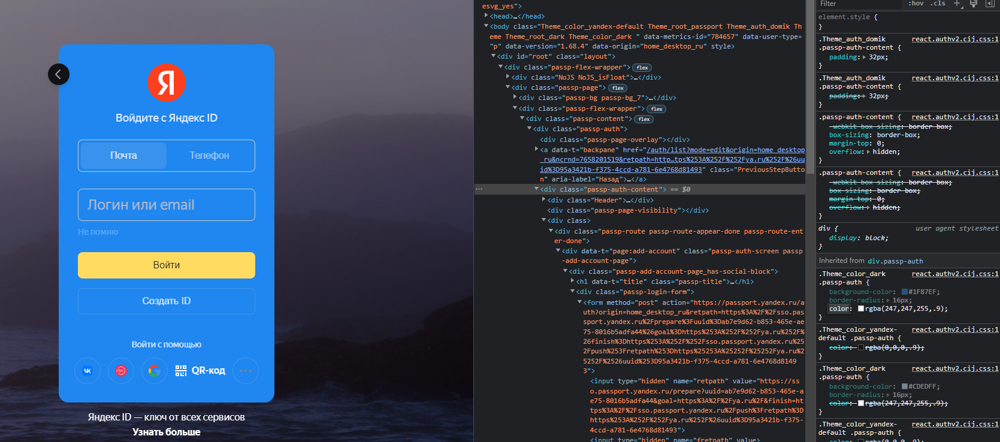 Я
Войдите с Яндекс ID
Почта
Телефон
Логин или email
Не помню
Войти
Создать ID
Войти с помощью
QR-код
Яндекс ID — ключ от всех сервисов
Узнать больше
esvg_yes">
<head>…</head>
<body class="Theme_color_yandex-default Theme_root_passport Theme_auth_domik Th
eme Theme_root_dark Theme_color_dark " data-metrics-id="784657" data-user-type=
"p" data-version="1.68.4" data-origin="home_desktop_ru" style>
<div id="root" class="layout">
<div class="passp-flex-wrapper"> flex
<div class="NoJS NoJS_isFloat">…</div>
<div class="passp-page"> flex
<div class="passp-bg passp-bg_7">…</div>
<div class="passp-flex-wrapper"> flex
<div class="passp-content"> flex
<div class="passp-auth">
<div class="passp-page-overlay"></div>
<a data-t="backpane" href="/auth/list?mode=edit&origin=home_desktop
_ru&ncrnd=7658201519&retpath=http…tps%253A%252F%252Fya.ru%252F%26uu
id%3D95a3421b-f375-4ccd-a781-6e4768d81493" class="PreviousStepButto
n" aria-label="Назад">…</a>
<div class="passp-auth-content"> == $0
<div class="Header">…</div>
<div class="passp-page-visibility"></div>
<div class>
<div class="passp-route passp-route-appear-done passp-route-ent
er-done">
<div data-t="page:add-account" class="passp-auth-screen passp
-add-account-page">
<div class="passp-add-account-page_has-social-block">
<h1 data-t="title" class="passp-title">…</h1>
<div class="passp-login-form">
<form method="post" action="https://passport.yandex.ru/
auth?origin=home_desktop_ru&retpath=https%3A%2F%2Fsso.pas
sport.yandex.ru%2Fprepare%3Fuuid%3Dab7e9d62-b853-465e-ae
75-8016b5adfa44%26goal%3Dhttps%253A%252F%252Fya.ru%252F%
26finish%3Dhttps%253A%252F%252Fsso.passport.yandex.ru%25
2Fpush%253Fretpath%253Dhttps%25253A%25252F%25252Fya.ru%2
5252F%2526uuid%253D95a3421b-f375-4ccd-a781-6e4768d8149
3">
<input type="hidden" name="retpath" value="https://ss
o.passport.yandex.ru/prepare?uuid=ab7e9d62-b853-465e-a
e75-8016b5adfa44&goal=https%3A%2F%2Fya.ru%2F&finish=ht
tps%3A%2F%2Fsso.passport.yandex.ru%2Fpush%3Fretpath%3D
https%253A%252F%252Fya.ru%252F%26uuid%3D95a3421b-f375-
4ccd-a781-6e4768d81493">
<input type="hidden" name="fretpath" value>
Filter :hov .cls +
element.style {
}
.Theme_auth_domik react.authv2.cij.css:1
.passp-auth-content {
padding: 32px;
}
.Theme_auth_domik react.authv2.cij.css:1
.passp-auth-content {
padding: 32px;
}
.passp-auth-content { react.authv2.cij.css:1
-webkit-box-sizing: border-box;
box-sizing: border-box;
margin-top: 0;
overflow: hidden;
}
.passp-auth-content { react.authv2.cij.css:1
-webkit-box-sizing: border-box;
box-sizing: border-box;
margin-top: 0;
overflow: hidden;
}
div { user agent stylesheet
display: block;
}
Inherited from div.passp-auth
.Theme_color_dark react.authv2.cij.css:1
.passp-auth {
background-color: #1F87EF;
border-radius: 16px;
color: rgba(247,247,255,.9);
}
.Theme_color_yandex- react.authv2.cij.css:1
default .passp-auth {
color: rgba(0,0,0,.9);
}
.Theme_color_dark react.authv2.cij.css:1
.passp-auth {
background-color: #CDEDFF;
border-radius: 16px;
color: rgba(247,247,255,.9);
}
.Theme_color_yandex- react.authv2.cij.css:1
default .passp-auth {
color: rgba(0,0,0,.9);